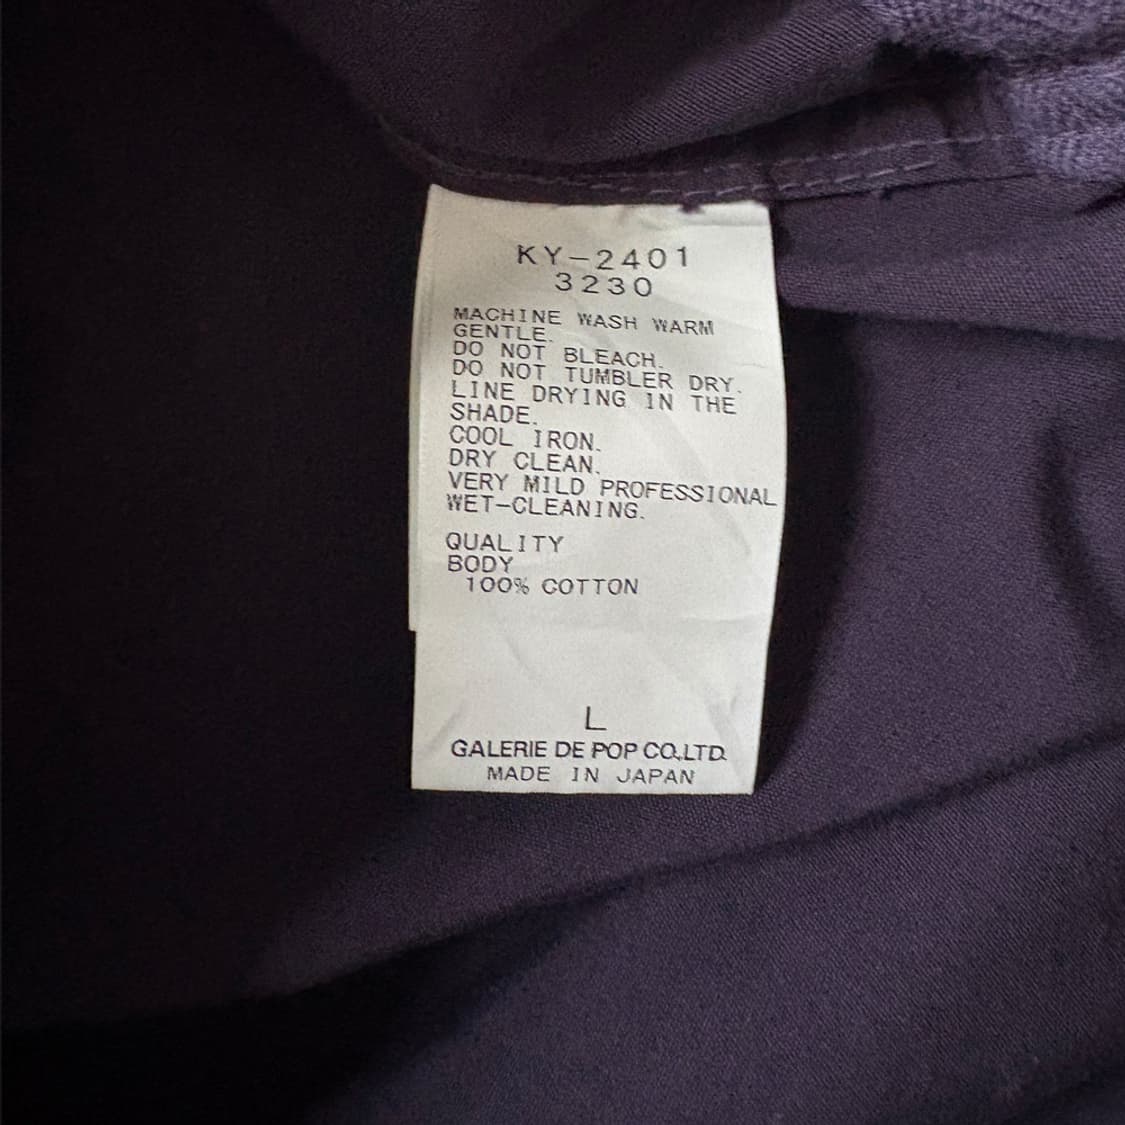 KY-2401
3230
MACHINE WASH WARM
GENTLE.
DO NOT BLEACH.
DO NOT TUMBLER DRY.
LINE DRYING IN THE
SHADE.
COOL IRON.
DRY CLEAN.
VERY MILD PROFESSIONAL
WET-CLEANING.
QUALITY
BODY
100% COTTON
L
GALERIE DE POP CO.,LTD.
MADE IN JAPAN